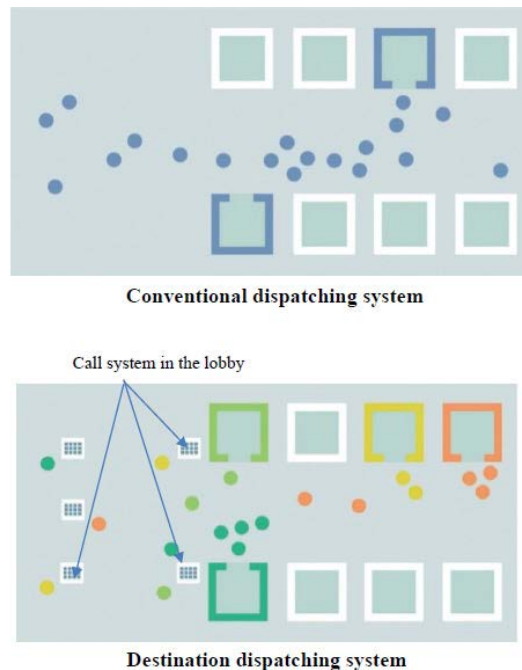 Conventional dispatching system
Call system in the lobby
Destination dispatching system